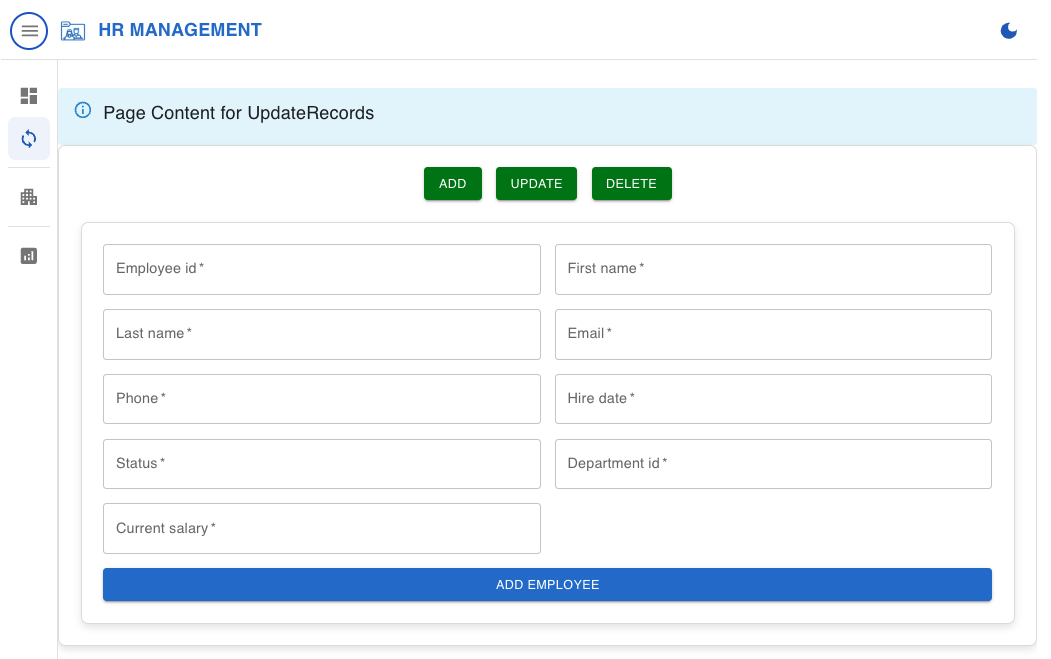 HR MANAGEMENT
Page Content for UpdateRecords
ADD UPDATE DELETE
Employee id * First name *
Last name * Email *
Phone * Hire date *
Status * Department id *
Current salary *
ADD EMPLOYEE